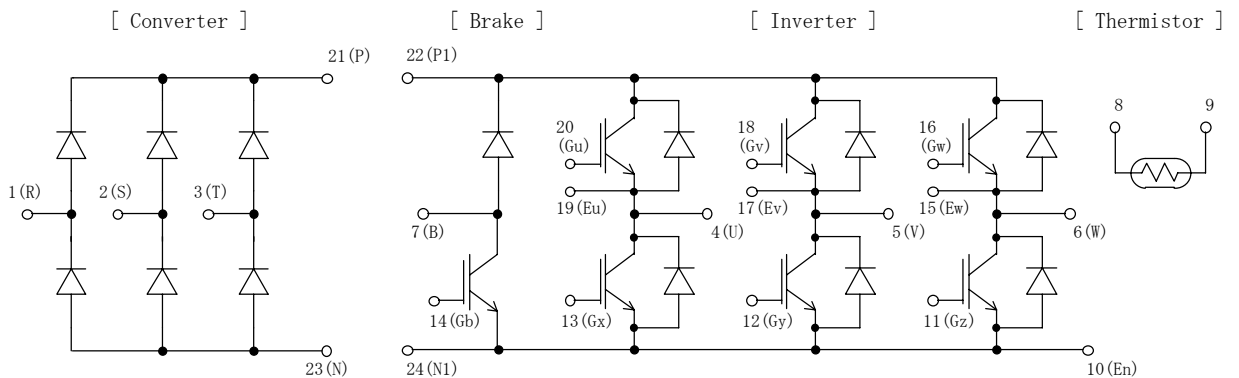 [ Converter ]
[ Brake ]
[ Inverter ]
[ Thermistor ]
21(P)
22(P1)
8
9
20
(Gu)
18
(Gv)
16
(Gw)
1(R)
2(S)
3(T)
19(Eu)
17(Ev)
15(Ew)
7(B)
4(U)
5(V)
6(W)
14(Gb)
13(Gx)
12(Gy)
11(Gz)
23(N)
24(N1)
10(En)